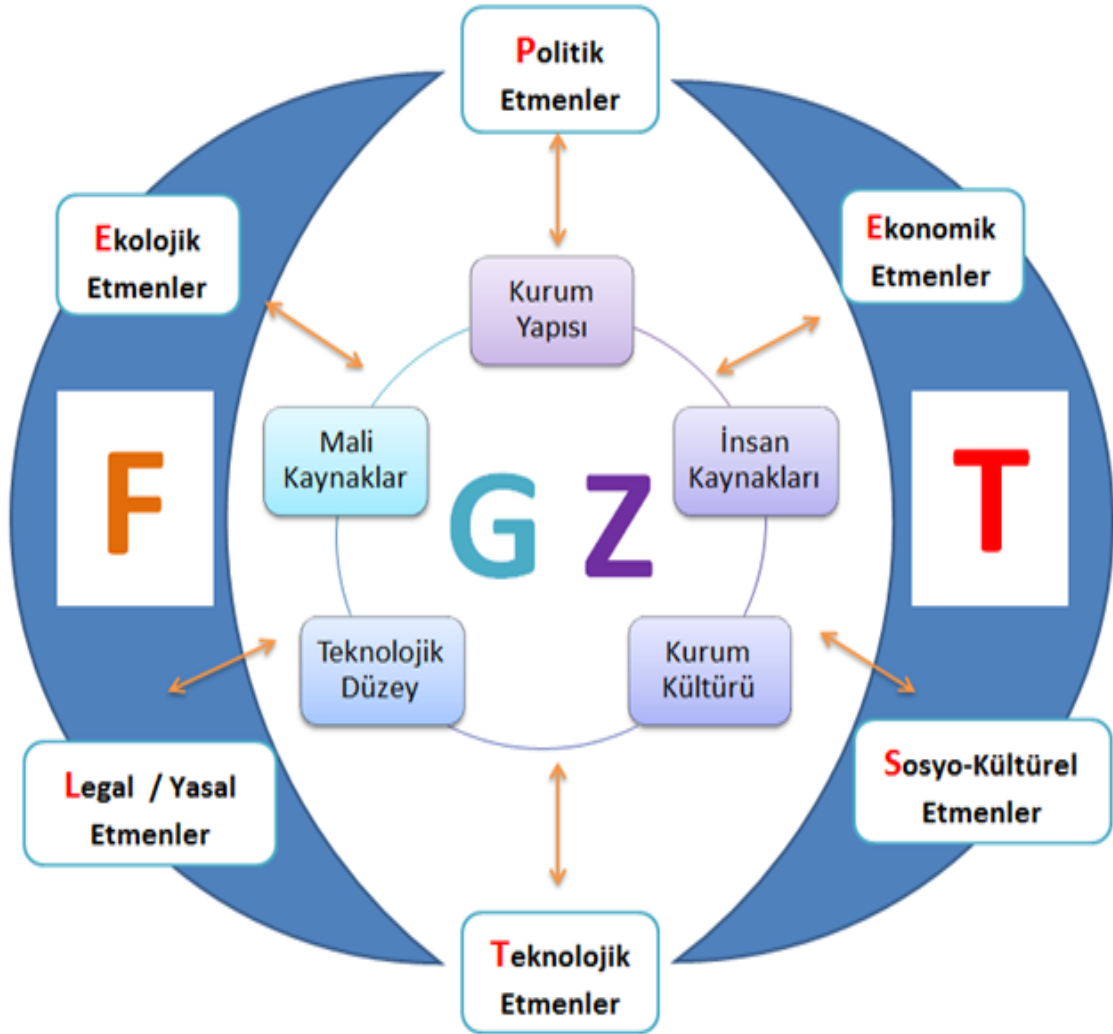 Politik
Etmenler
Ekolojik
Etmenler
Ekonomik
Etmenler
Kurum
Yapısı
Mali
Kaynaklar
İnsan
Kaynakları
F
G Z
T
Teknolojik
Düzey
Kurum
Kültürü
Legal / Yasal
Etmenler
Sosyo-Kültürel
Etmenler
Teknolojik
Etmenler